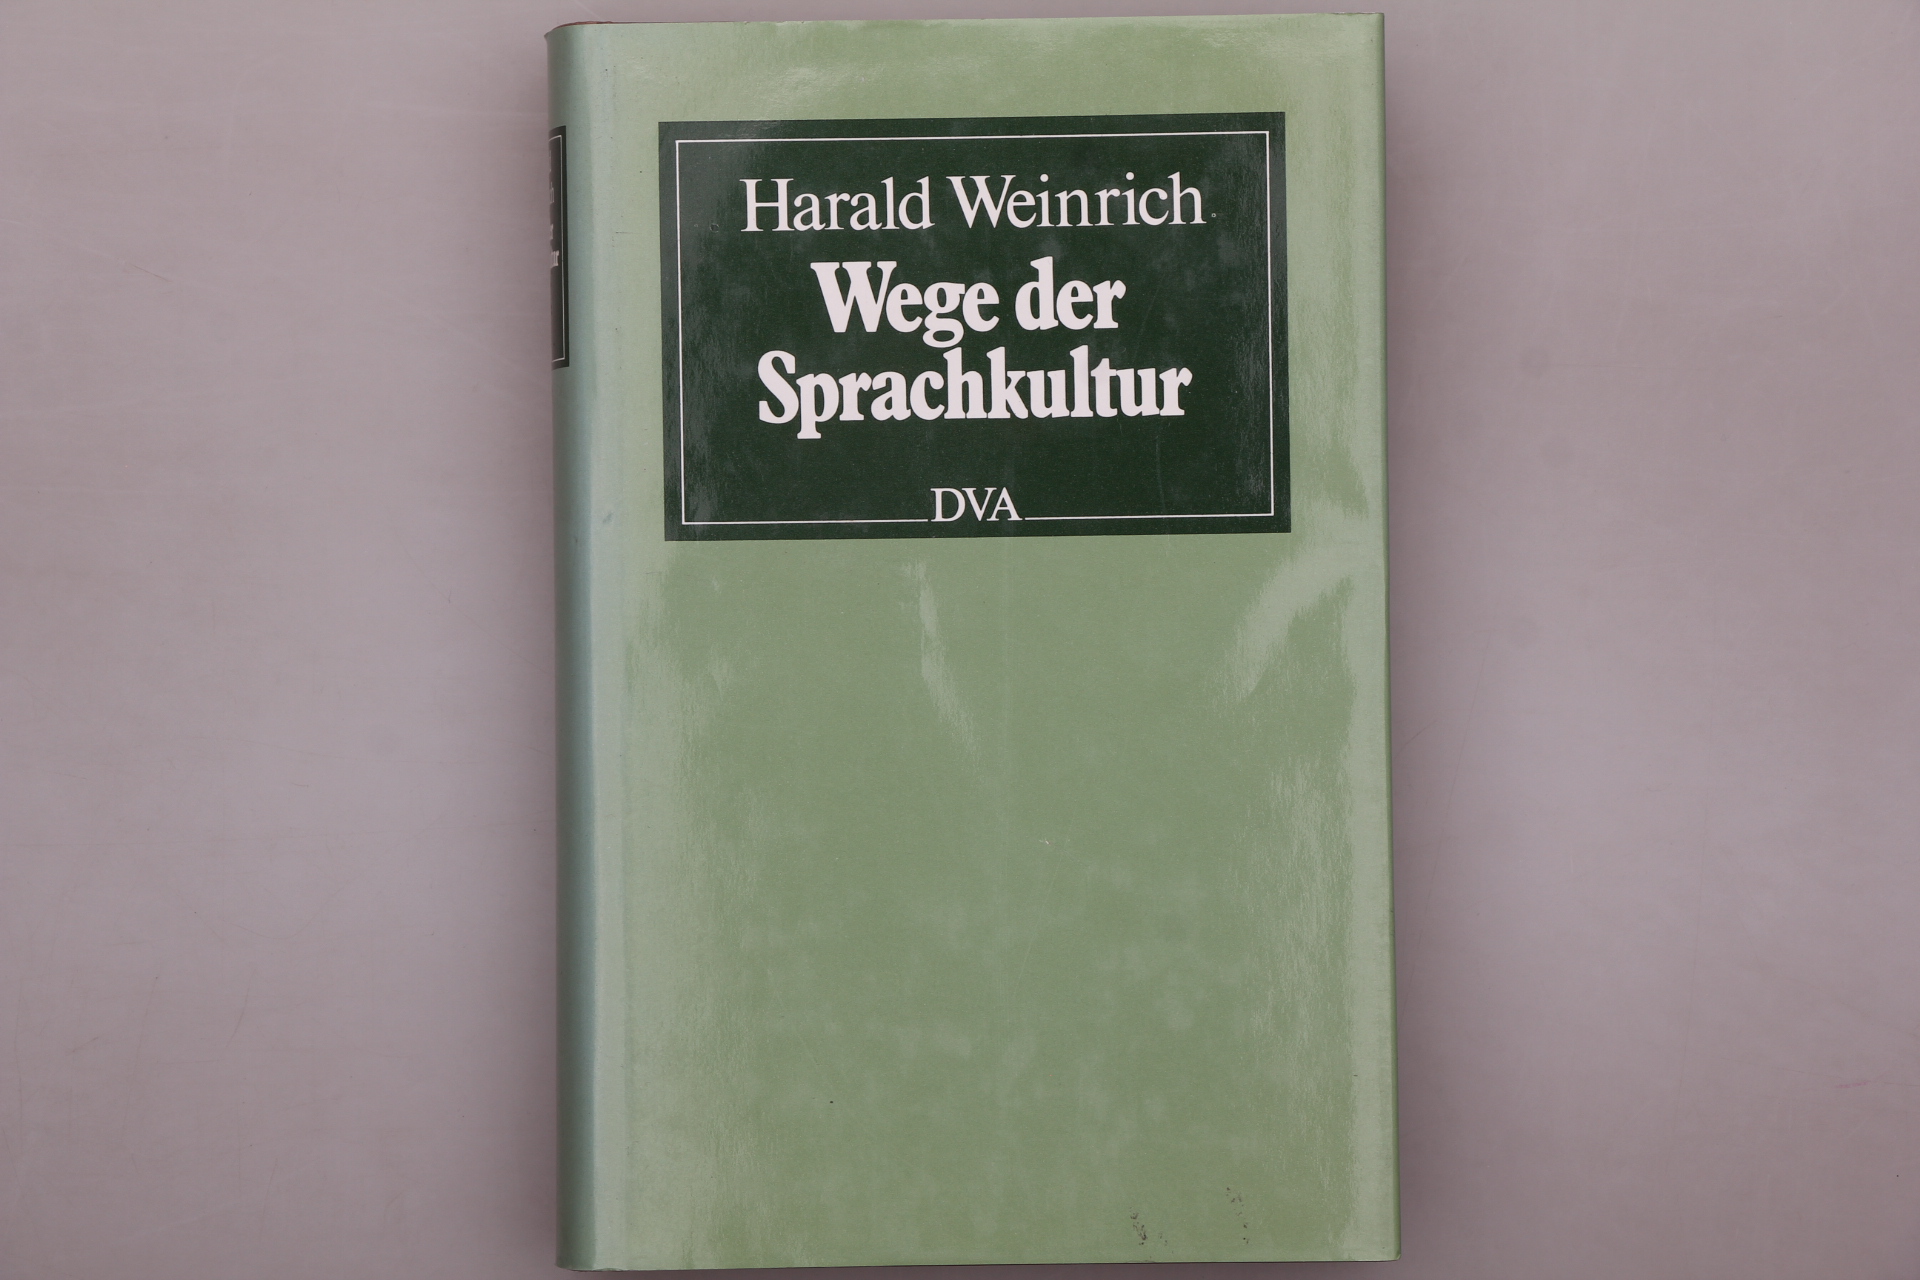 Harald Weinrich
Wege der
Sprachkultur
DVA